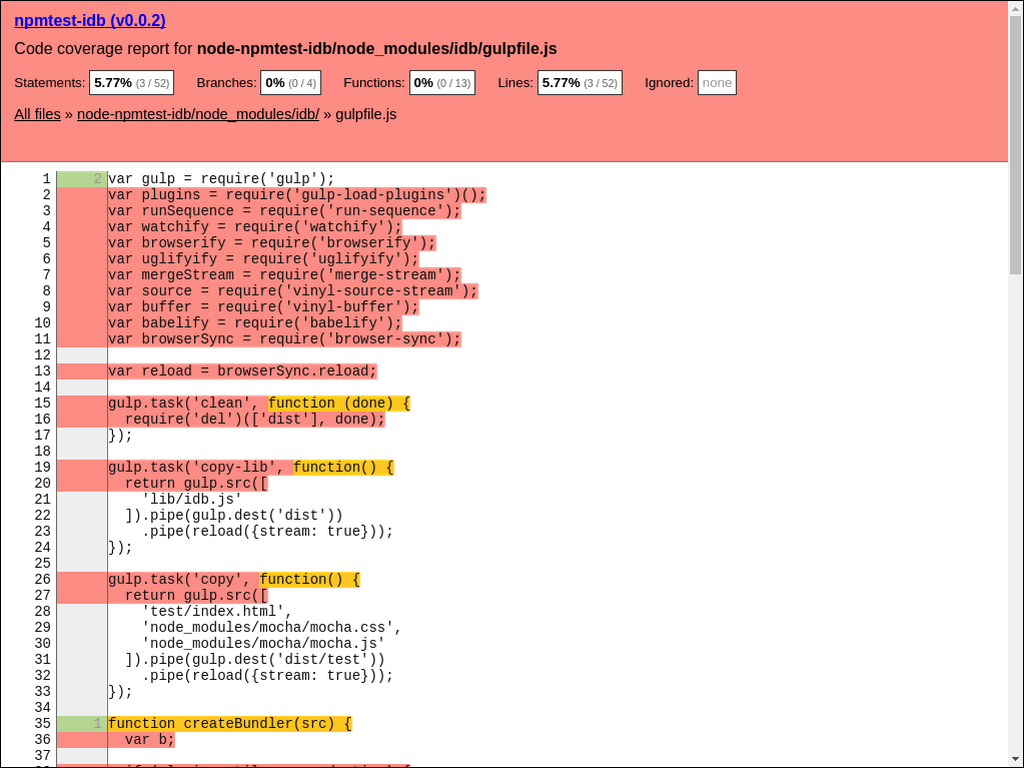 npmtest-idb (v0.0.2)
Code coverage report for node-npmtest-idb/node_modules/idb/gulpfile.js
Statements: 5.77% (3 / 52) Branches: 0% (0 / 4) Functions: 0% (0 / 13) Lines: 5.77% (3 / 52) Ignored: none
All files » node-npmtest-idb/node_modules/idb/ » gulpfile.js
1 2 var gulp = require('gulp');
2 var plugins = require('gulp-load-plugins')();
3 var runSequence = require('run-sequence');
4 var watchify = require('watchify');
5 var browserify = require('browserify');
6 var uglifyify = require('uglifyify');
7 var mergeStream = require('merge-stream');
8 var source = require('vinyl-source-stream');
9 var buffer = require('vinyl-buffer');
10 var babelify = require('babelify');
11 var browserSync = require('browser-sync');
12
13 var reload = browserSync.reload;
14
15 gulp.task('clean', function (done) {
16   require('del')(['dist'], done);
17 });
18
19 gulp.task('copy-lib', function() {
20   return gulp.src([
21     'lib/idb.js'
22   ]).pipe(gulp.dest('dist'))
23     .pipe(reload({stream: true}));
24 });
25
26 gulp.task('copy', function() {
27   return gulp.src([
28     'test/index.html',
29     'node_modules/mocha/mocha.css',
30     'node_modules/mocha/mocha.js'
31   ]).pipe(gulp.dest('dist/test'))
32     .pipe(reload({stream: true}));
33 });
34
35 1 function createBundler(src) {
36   var b;
37